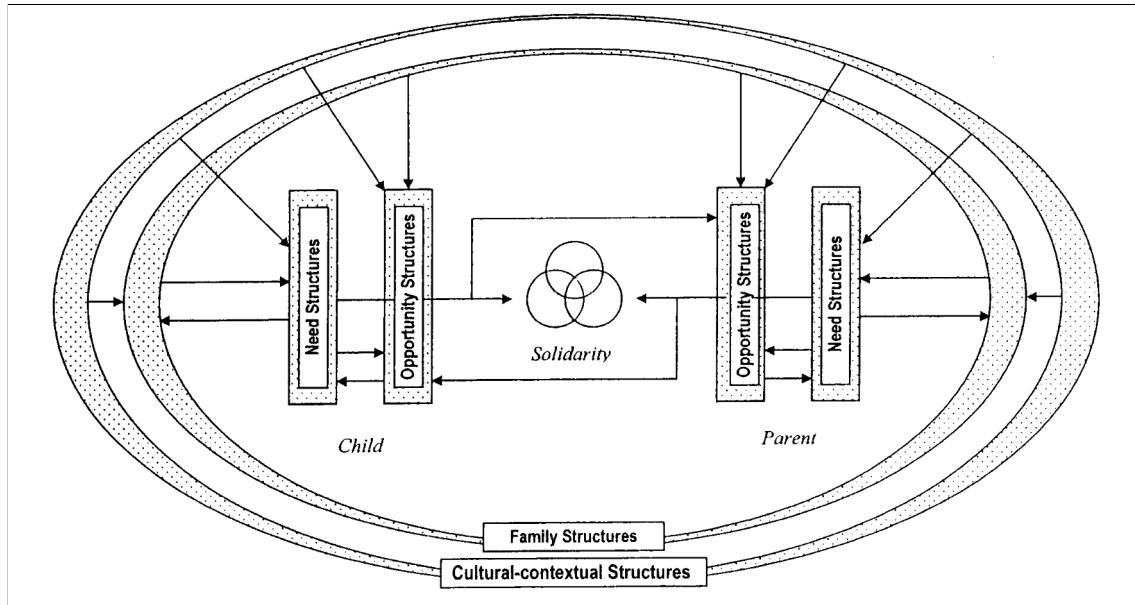 Need Structures
Opportunity Structures
Solidarity
Opportunity Structures
Need Structures
Child
Parent
Family Structures
Cultural-contextual Structures